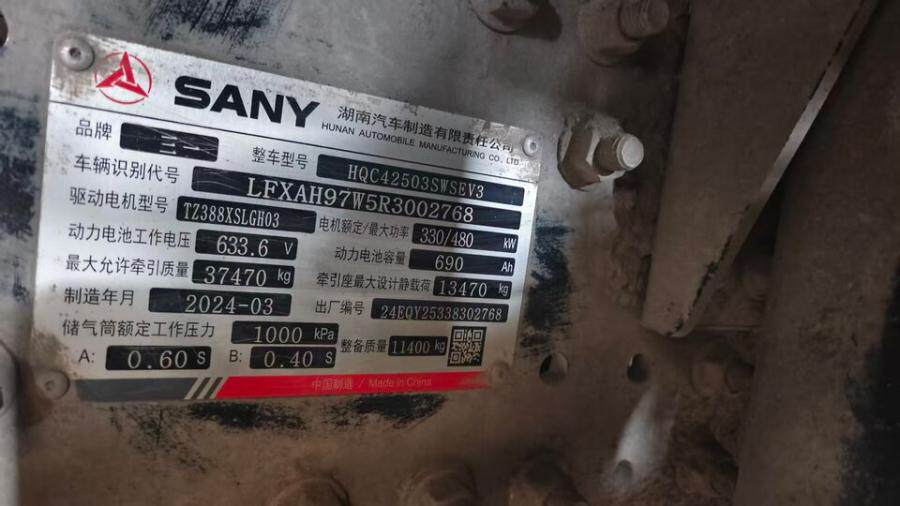 SANY 湖南汽车制造有限责任公司
HUNAN AUTOMOBILE MANUFACTURING CO., LTD.
品牌 三一 整车型号 HQC42503SWSEV3
车辆识别代号 LFXAH97W5R3002768
驱动电机型号 TZ388XSLGH03 电机额定/最大功率 330/480 kW
动力电池工作电压 633.6 V 动力电池容量 690 Ah
最大允许牵引质量 37470 kg 牵引座最大设计静载荷 13470 kg
制造年月 2024-03 出厂编号 24EQY25338302768
储气筒额定工作压力 1000 kPa
A: 0.60 S B: 0.40 S 整备质量 11400 kg
中国制造 / Made in China